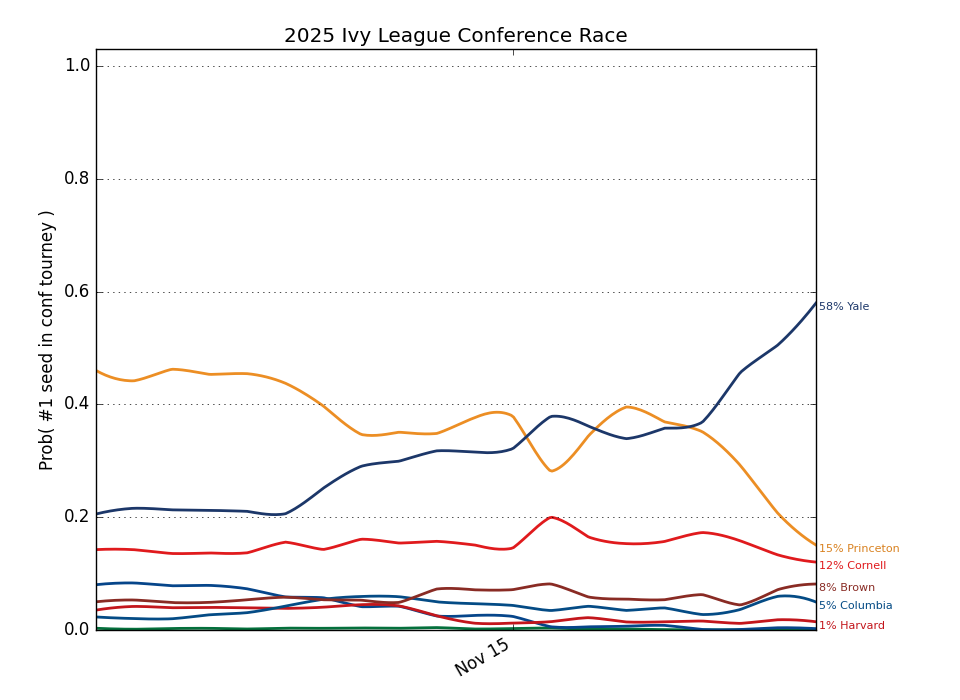 2025 Ivy League Conference Race
Prob( #1 seed in conf tourney )
1.0
0.8
0.6
0.4
0.2
0.0
58% Yale
15% Princeton
12% Cornell
8% Brown
5% Columbia
1% Harvard
Nov 15